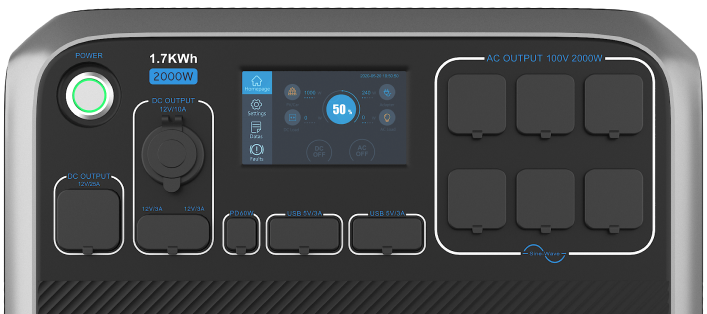 POWER
1.7KWh
2000W
DC OUTPUT
12V/10A
12V/3A
12V/3A
DC OUTPUT
12V/25A
PD60W
USB 5V/3A
USB 5V/3A
Homepage
Settings
Datas
Faults
50%
DC
OFF
AC
OFF
AC OUTPUT 100V 2000W
Sine Wave